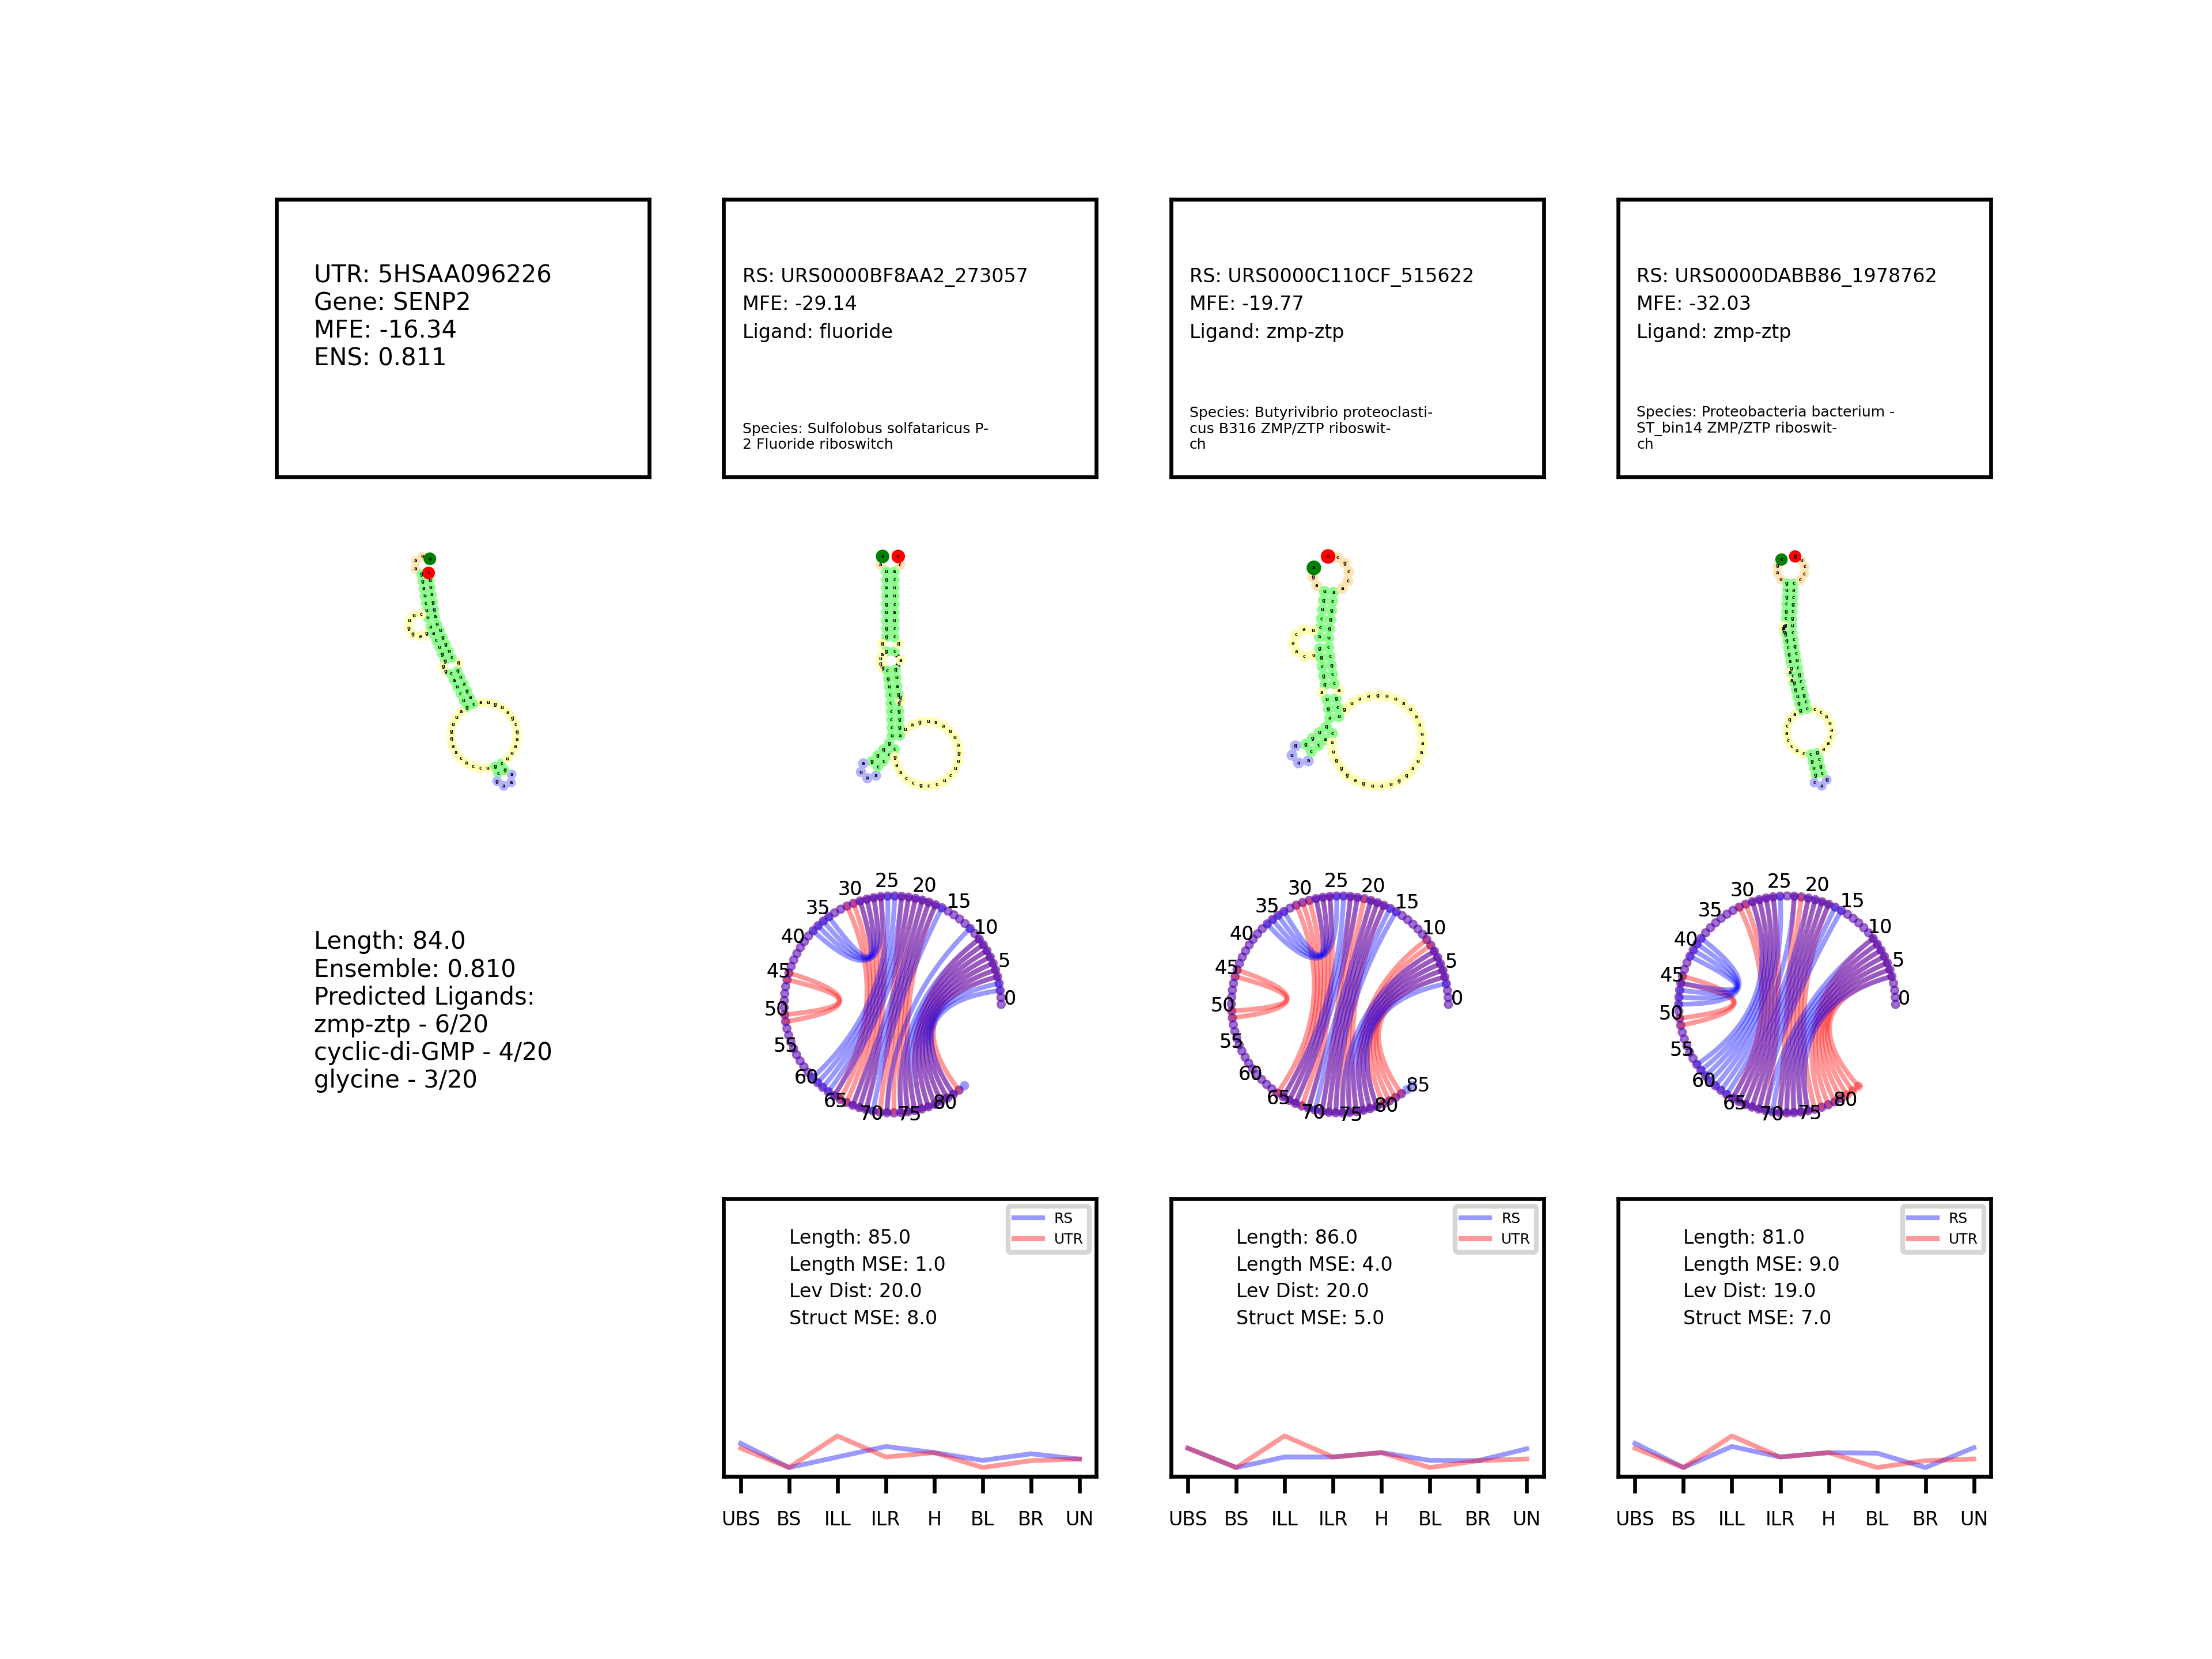 UTR: 5HSAA096226
Gene: SENP2
MFE: -16.34
ENS: 0.811
RS: URS0000BF8AA2_273057
MFE: -29.14
Ligand: fluoride
Species: Sulfolobus solfataricus P-
2 Fluoride riboswitch
RS: URS0000C110CF_515622
MFE: -19.77
Ligand: zmp-ztp
Species: Butyrivibrio proteoclasti-
cus B316 ZMP/ZTP riboswit-
ch
RS: URS0000DABB86_1978762
MFE: -32.03
Ligand: zmp-ztp
Species: Proteobacteria bacterium -
ST_bin14 ZMP/ZTP riboswit-
ch
Length: 84.0
Ensemble: 0.810
Predicted Ligands:
zmp-ztp - 6/20
cyclic-di-GMP - 4/20
glycine - 3/20
0
5
10
15
20
25
30
35
40
45
50
55
60
65
70
75
80
0
5
10
15
20
25
30
35
40
45
50
55
60
65
70
75
80
85
0
5
10
15
20
25
30
35
40
45
50
55
60
65
70
75
80
RS
UTR
Length: 85.0
Length MSE: 1.0
Lev Dist: 20.0
Struct MSE: 8.0
UBS BS ILL ILR H BL BR UN
RS
UTR
Length: 86.0
Length MSE: 4.0
Lev Dist: 20.0
Struct MSE: 5.0
UBS BS ILL ILR H BL BR UN
RS
UTR
Length: 81.0
Length MSE: 9.0
Lev Dist: 19.0
Struct MSE: 7.0
UBS BS ILL ILR H BL BR UN